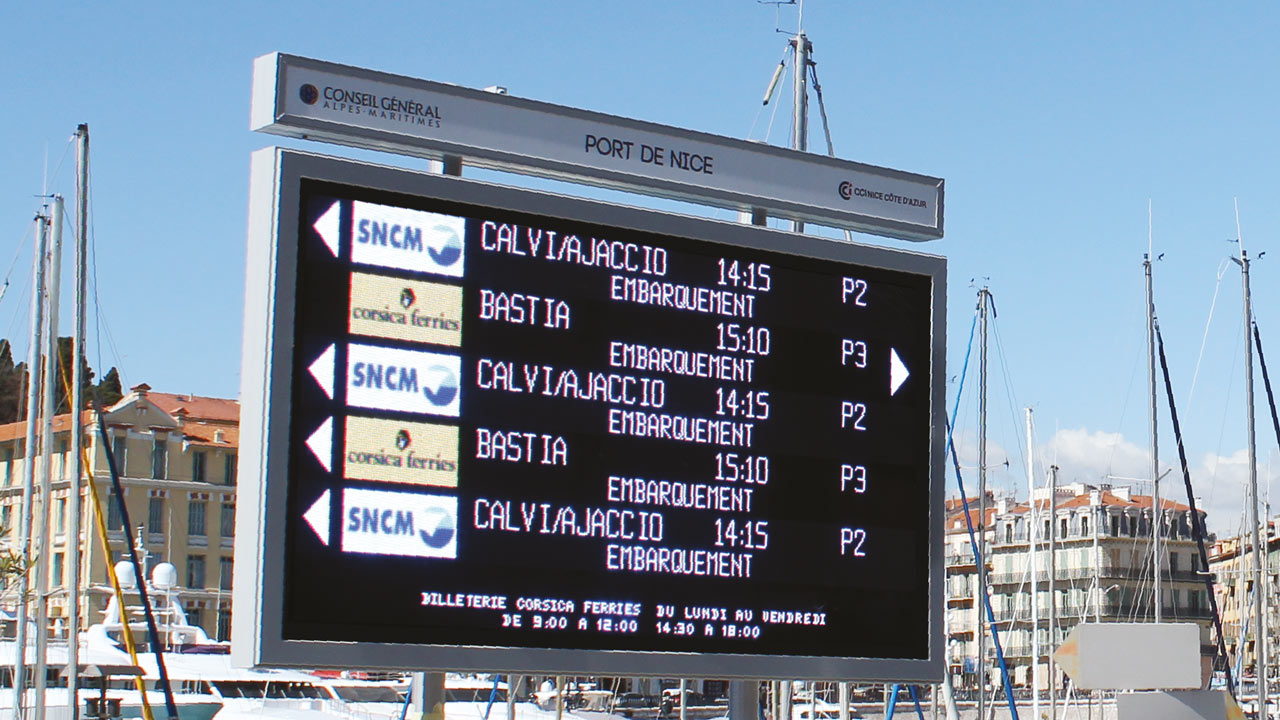 CONSEIL GÉNÉRAL
ALPES-MARITIMES
PORT DE NICE
CCI NICE CÔTE D'AZUR
SNCM CALVI/AJACCIO 14:15 P2
EMBARQUEMENT
corsica ferries BASTIA 15:10 P3
EMBARQUEMENT
SNCM CALVI/AJACCIO 14:15 P2
EMBARQUEMENT
corsica ferries BASTIA 15:10 P3
EMBARQUEMENT
SNCM CALVI/AJACCIO 14:15 P2
EMBARQUEMENT
BILLETERIE CORSICA FERRIES DU LUNDI AU VENDREDI
DE 9:00 A 12:00 14:30 A 18:00